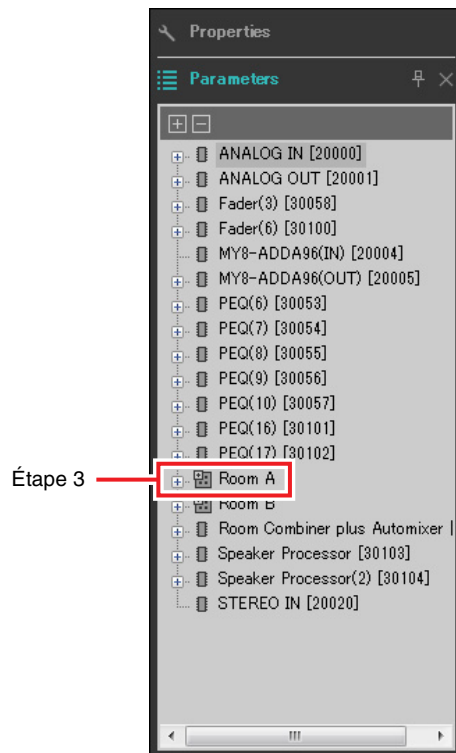 Properties
Parameters
ANALOG IN [20000]
ANALOG OUT [20001]
Fader(3) [30058]
Fader(6) [30100]
MY8-ADDA96(IN) [20004]
MY8-ADDA96(OUT) [20005]
PEQ(6) [30053]
PEQ(7) [30054]
PEQ(8) [30055]
PEQ(9) [30056]
PEQ(10) [30057]
PEQ(16) [30101]
PEQ(17) [30102]
Étape 3
Room A
Room B
Room Combiner plus Automixer
Speaker Processor [30103]
Speaker Processor(2) [30104]
STEREO IN [20020]